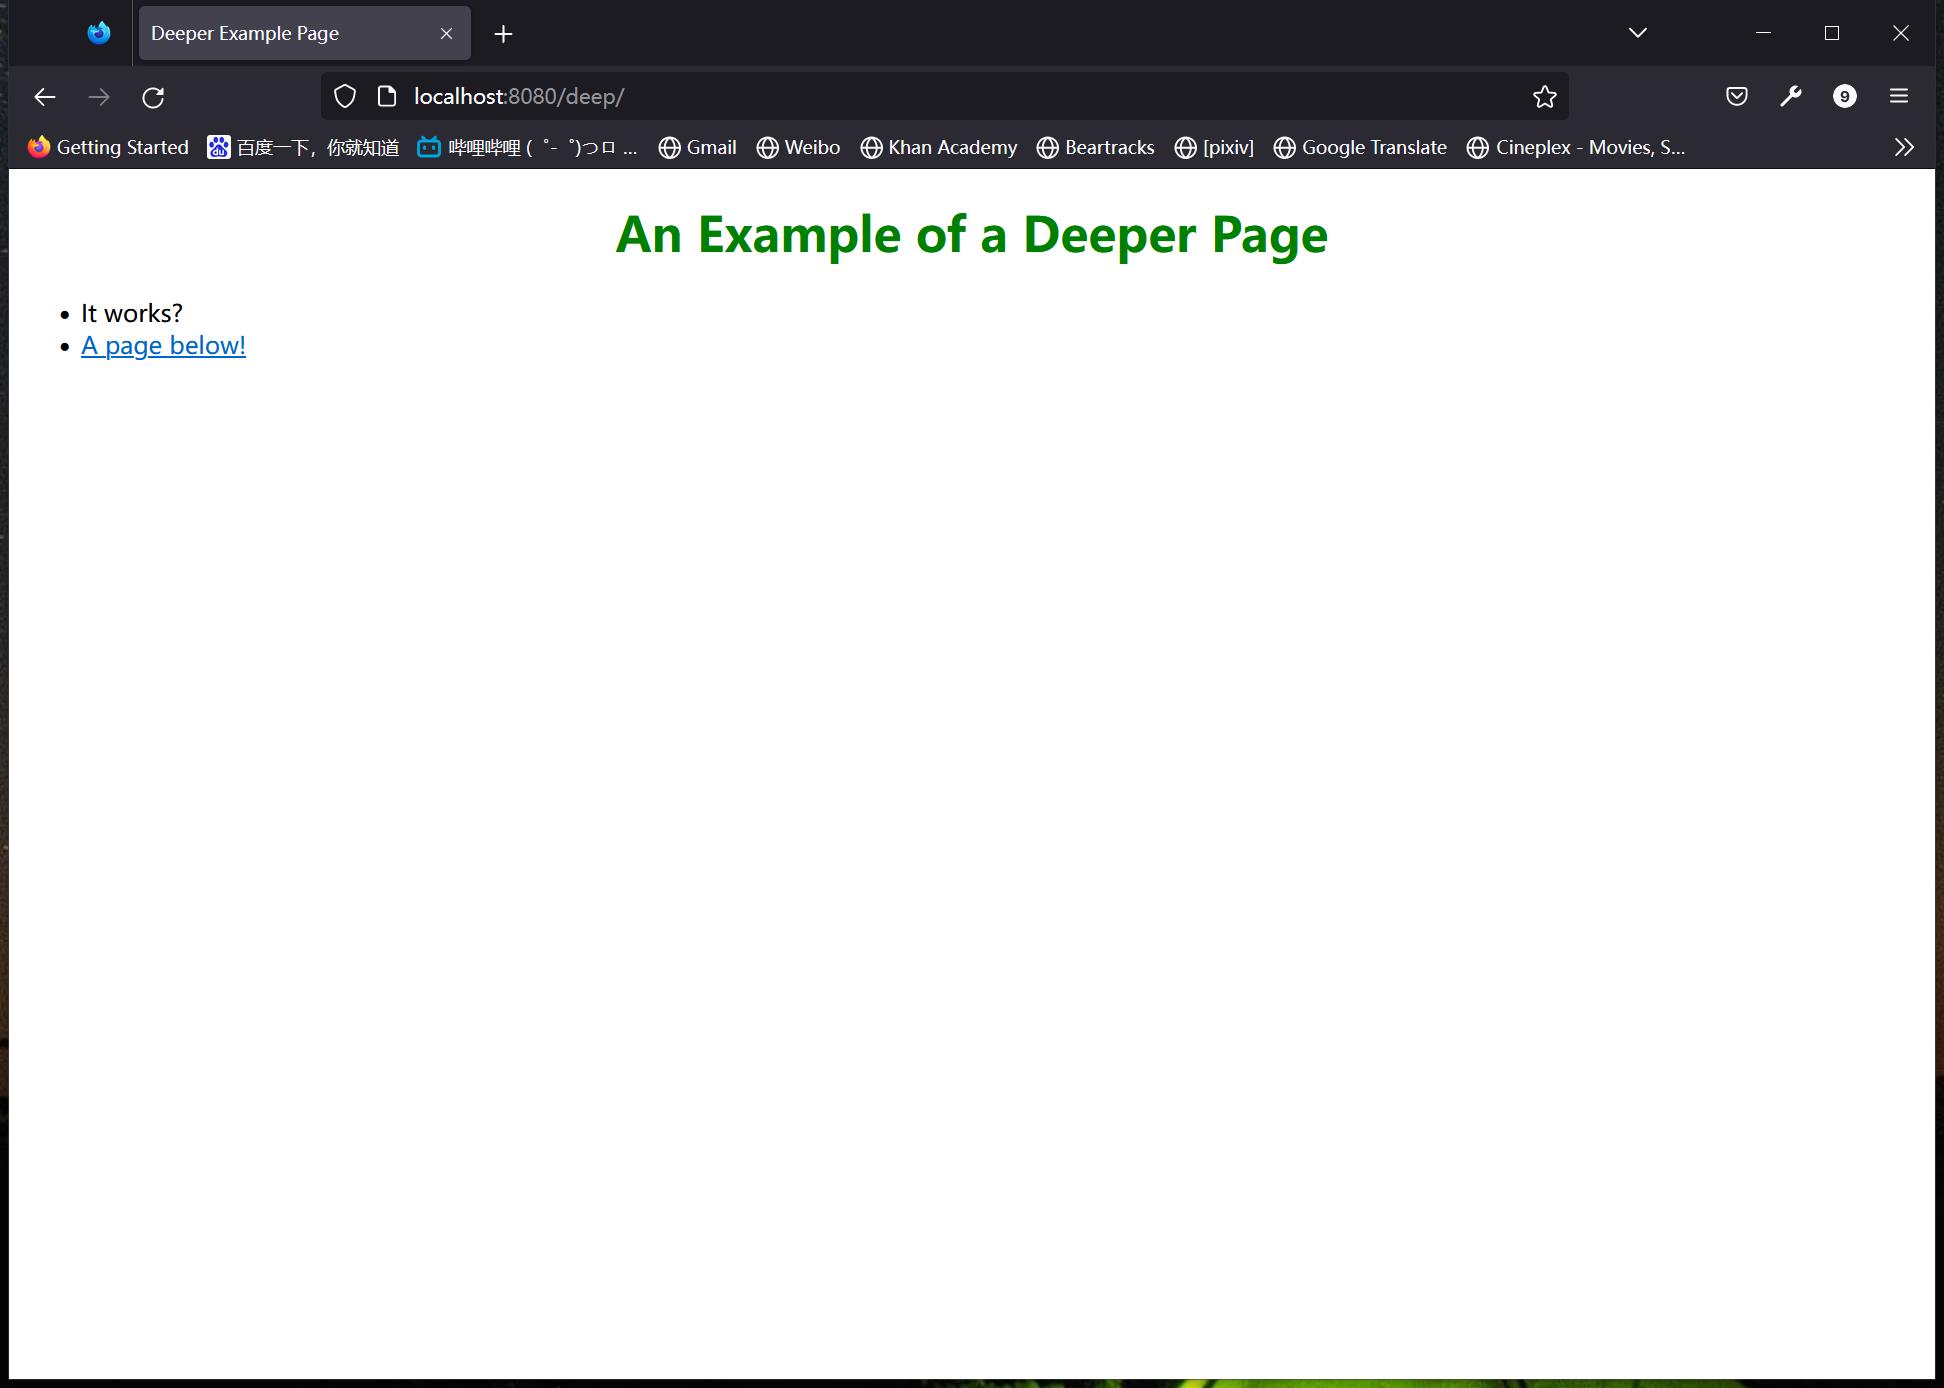 Deeper Example Page
localhost:8080/deep/
9
Getting Started du 百度一下，你就知道 哔哩哔哩 ( ゜- ゜)つロ ... Gmail Weibo Khan Academy Beartracks [pixiv] Google Translate Cineplex - Movies, S...
An Example of a Deeper Page
• It works?
• A page below!